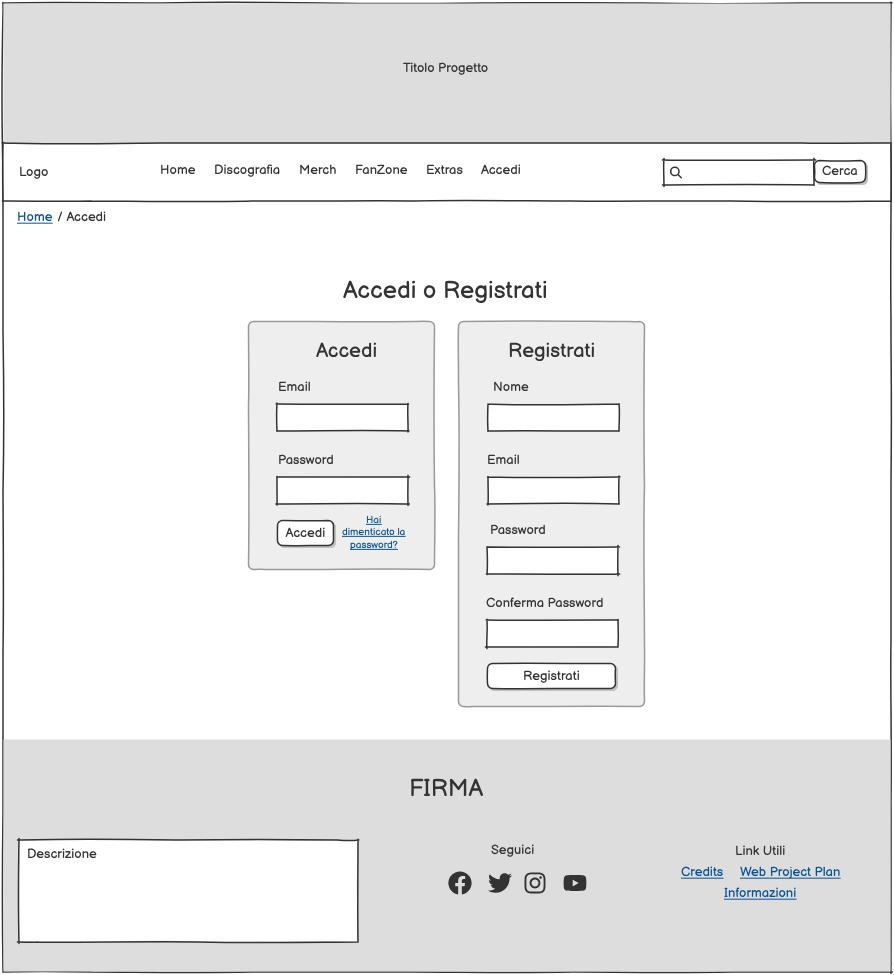 Titolo Progetto
Logo
Home Discografia Merch FanZone Extras Accedi
Cerca
Home / Accedi
Accedi o Registrati
Accedi
Email
Password
Accedi
Hai
dimenticato la
password?
Registrati
Nome
Email
Password
Conferma Password
Registrati
FIRMA
Descrizione
Seguici
Link Utili
Credits Web Project Plan
Informazioni